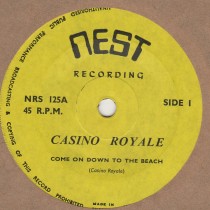 NEST
RECORDING
NRS 125A
45 R.P.M.
SIDE 1
CASINO ROYALE
COME ON DOWN TO THE BEACH
(Casino Royale)
PUBLIC PERFORMANCE BROADCASTING & COPYING OF THIS RECORD PROHIBITED
MADE IN